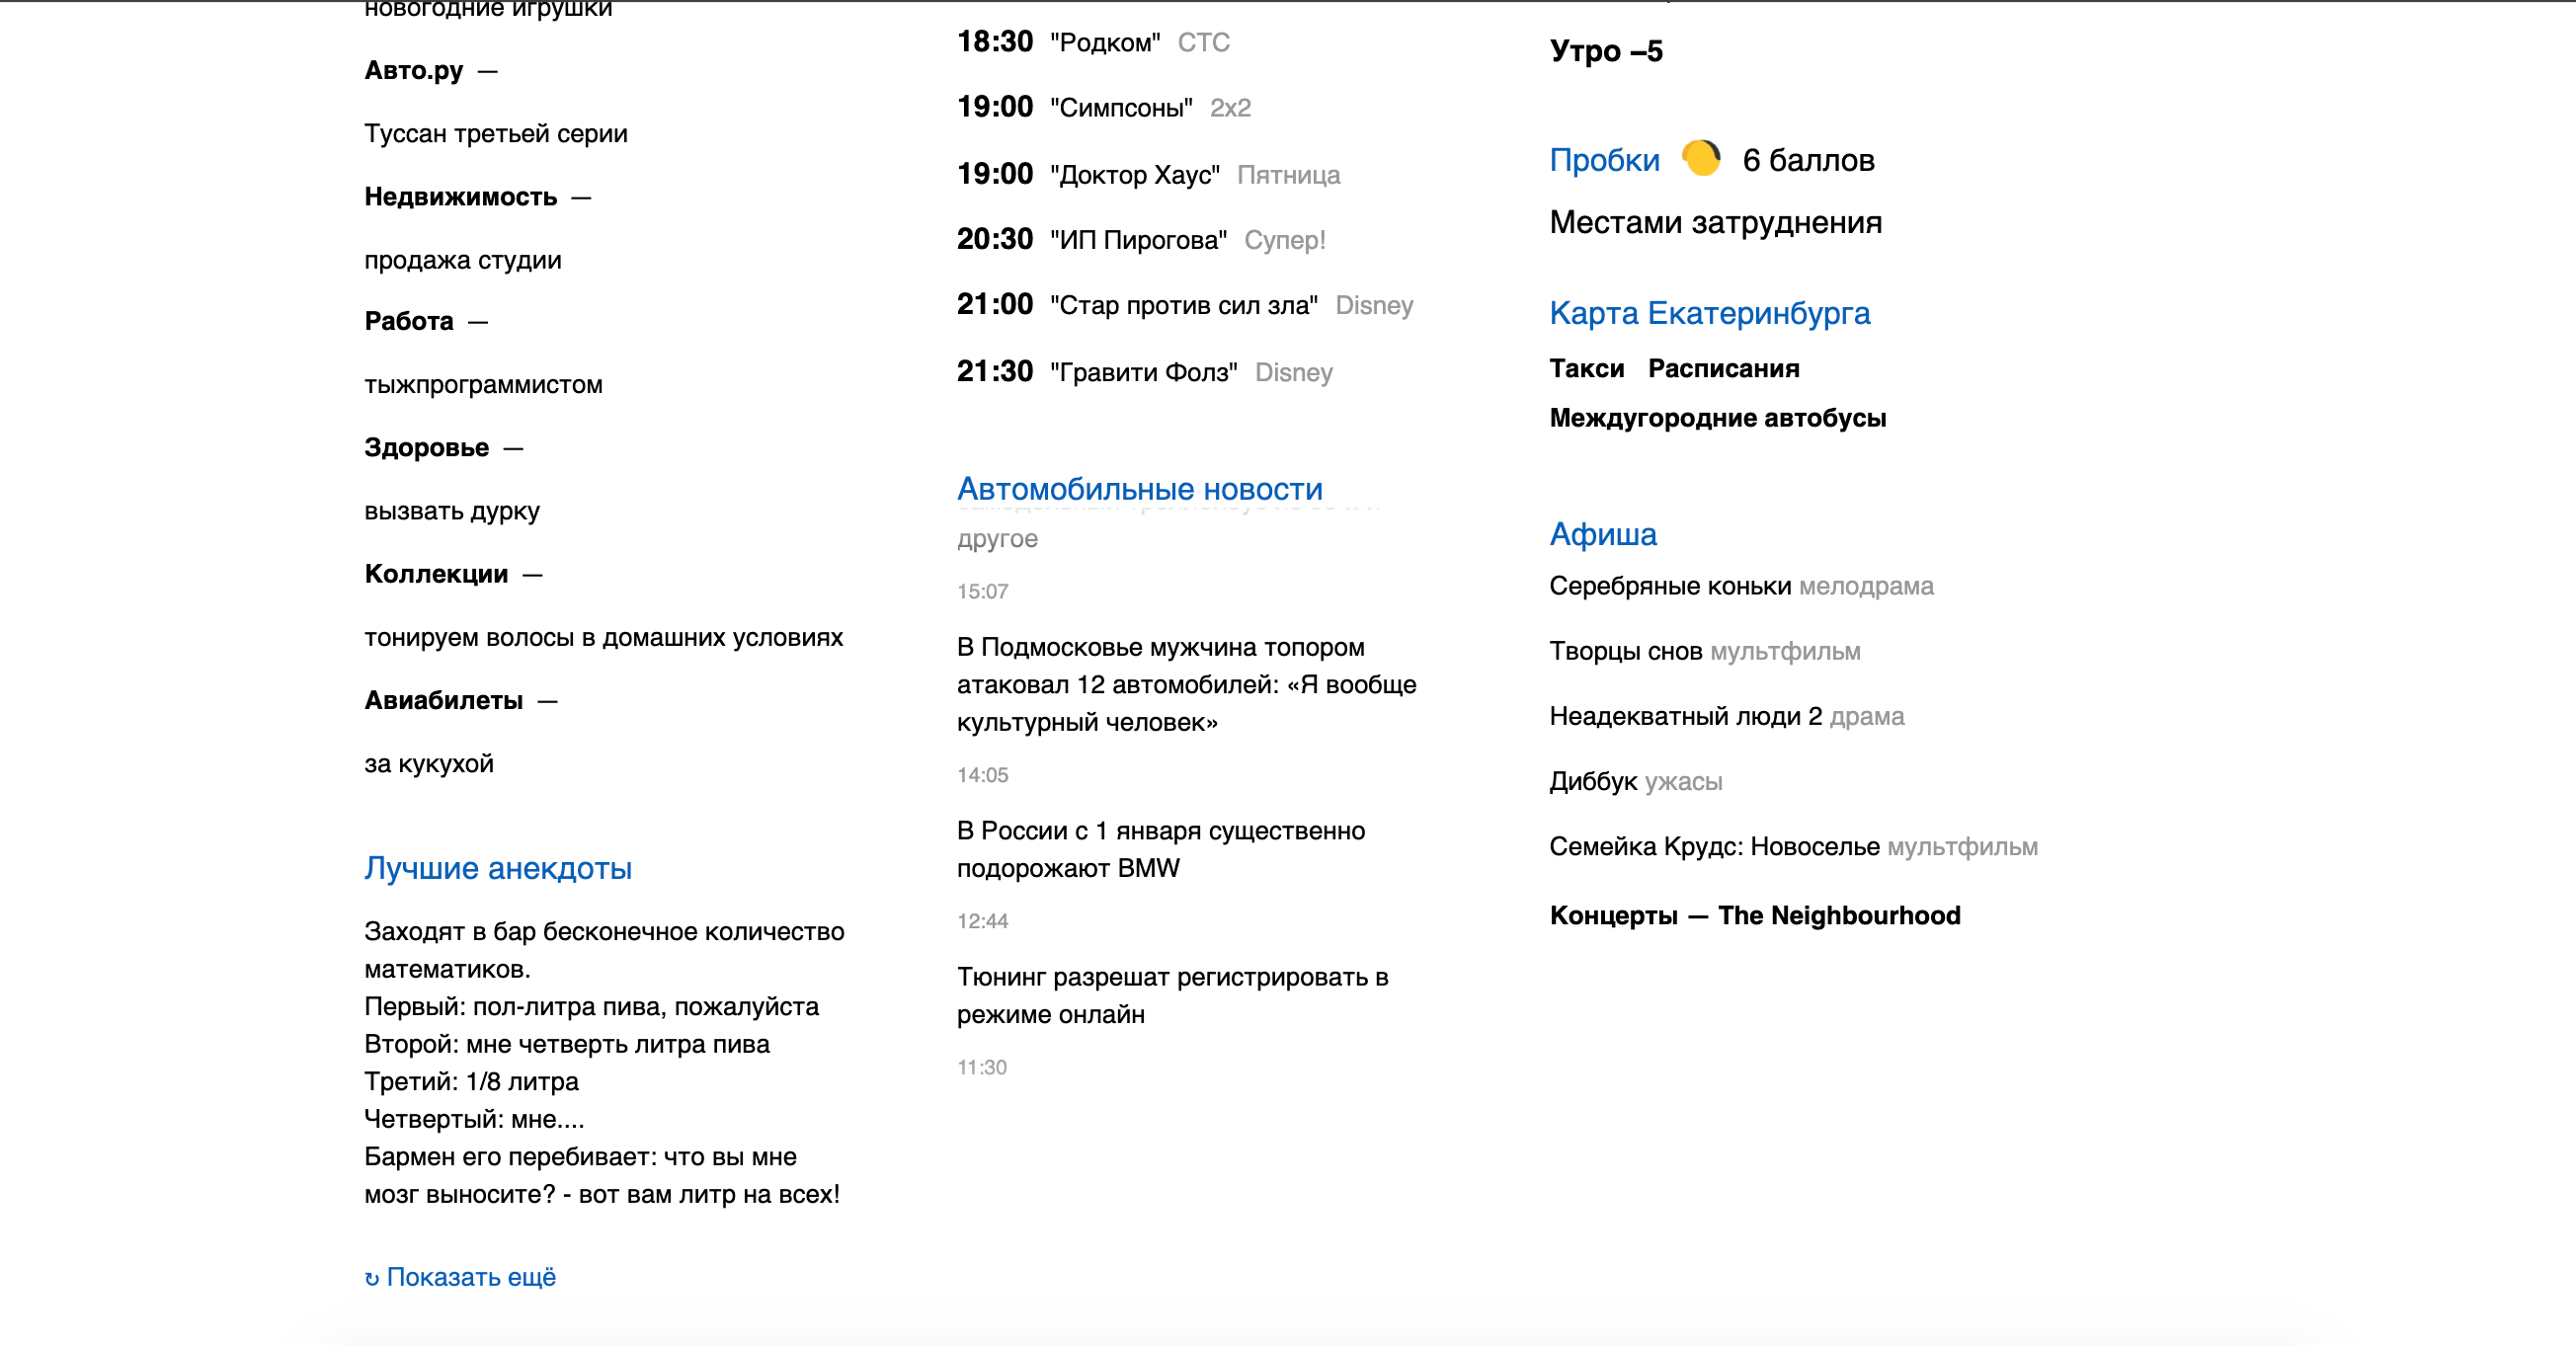 новогодние игрушки
Авто.ру —
Туссан третьей серии
Недвижимость —
продажа студии
Работа —
тыжпрограммистом
Здоровье —
вызвать дурку
Коллекции —
тонируем волосы в домашних условиях
Авиабилеты —
за кукухой
Лучшие анекдоты
Заходят в бар бесконечное количество
математиков.
Первый: пол-литра пива, пожалуйста
Второй: мне четверть литра пива
Третий: 1/8 литра
Четвертый: мне....
Бармен его перебивает: что вы мне
мозг выносите? - вот вам литр на всех!
↻ Показать ещё
18:30 "Родком" СТС
19:00 "Симпсоны" 2x2
19:00 "Доктор Хаус" Пятница
20:30 "ИП Пирогова" Супер!
21:00 "Стар против сил зла" Disney
21:30 "Гравити Фолз" Disney
Автомобильные новости
другое
15:07
В Подмосковье мужчина топором
атаковал 12 автомобилей: «Я вообще
культурный человек»
14:05
В России с 1 января существенно
подорожают BMW
12:44
Тюнинг разрешат регистрировать в
режиме онлайн
11:30
Утро –5
Пробки 6 баллов
Местами затруднения
Карта Екатеринбурга
Такси Расписания
Междугородние автобусы
Афиша
Серебряные коньки мелодрама
Творцы снов мультфильм
Неадекватный люди 2 драма
Диббук ужасы
Семейка Крудс: Новоселье мультфильм
Концерты — The Neighbourhood